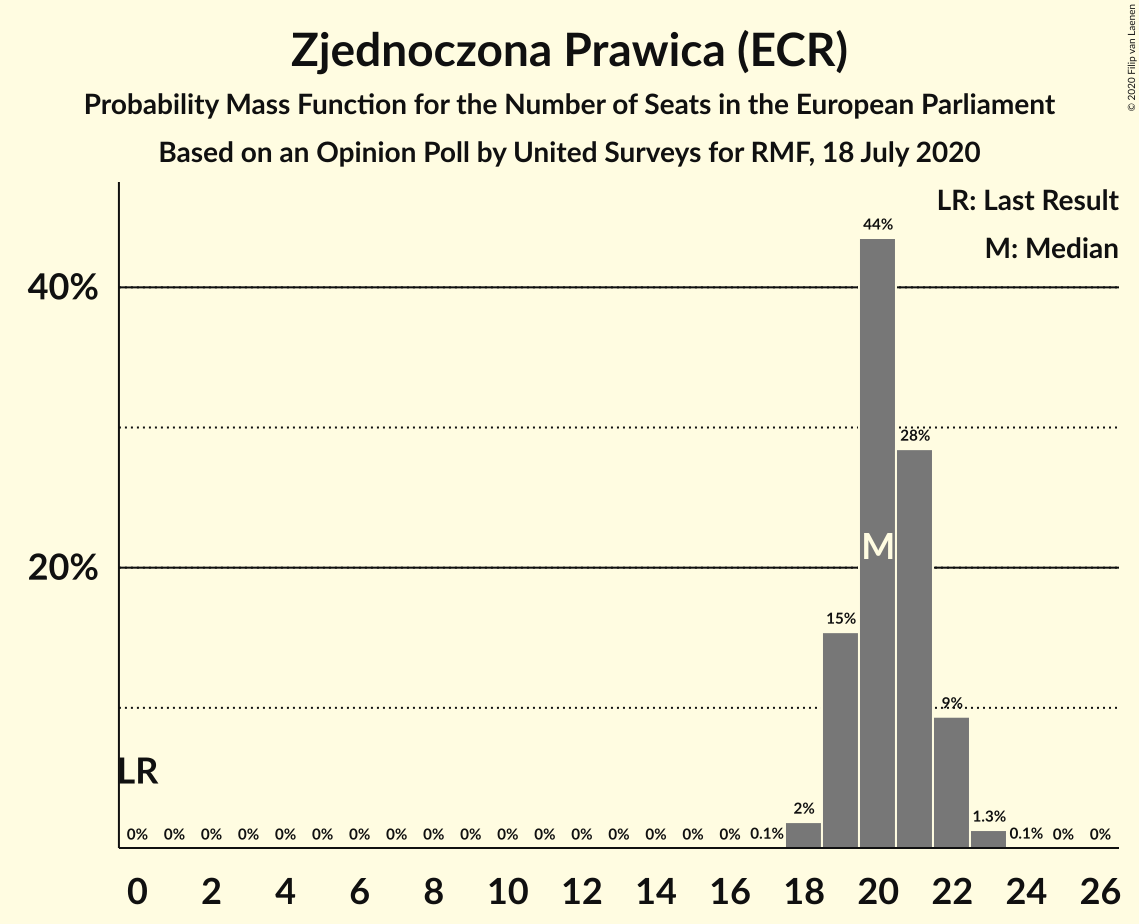 © 2020 Filip van Laenen
Zjednoczona Prawica (ECR)
Probability Mass Function for the Number of Seats in the European Parliament
Based on an Opinion Poll by United Surveys for RMF, 18 July 2020
LR: Last Result
M: Median
44%
40%
28%
M
20%
15%
9%
LR
0% 0% 0% 0% 0% 0% 0% 0% 0% 0% 0% 0% 0% 0% 0% 0% 0% 0.1% 2% 1.3% 0.1% 0% 0%
0 2 4 6 8 10 12 14 16 18 20 22 24 26